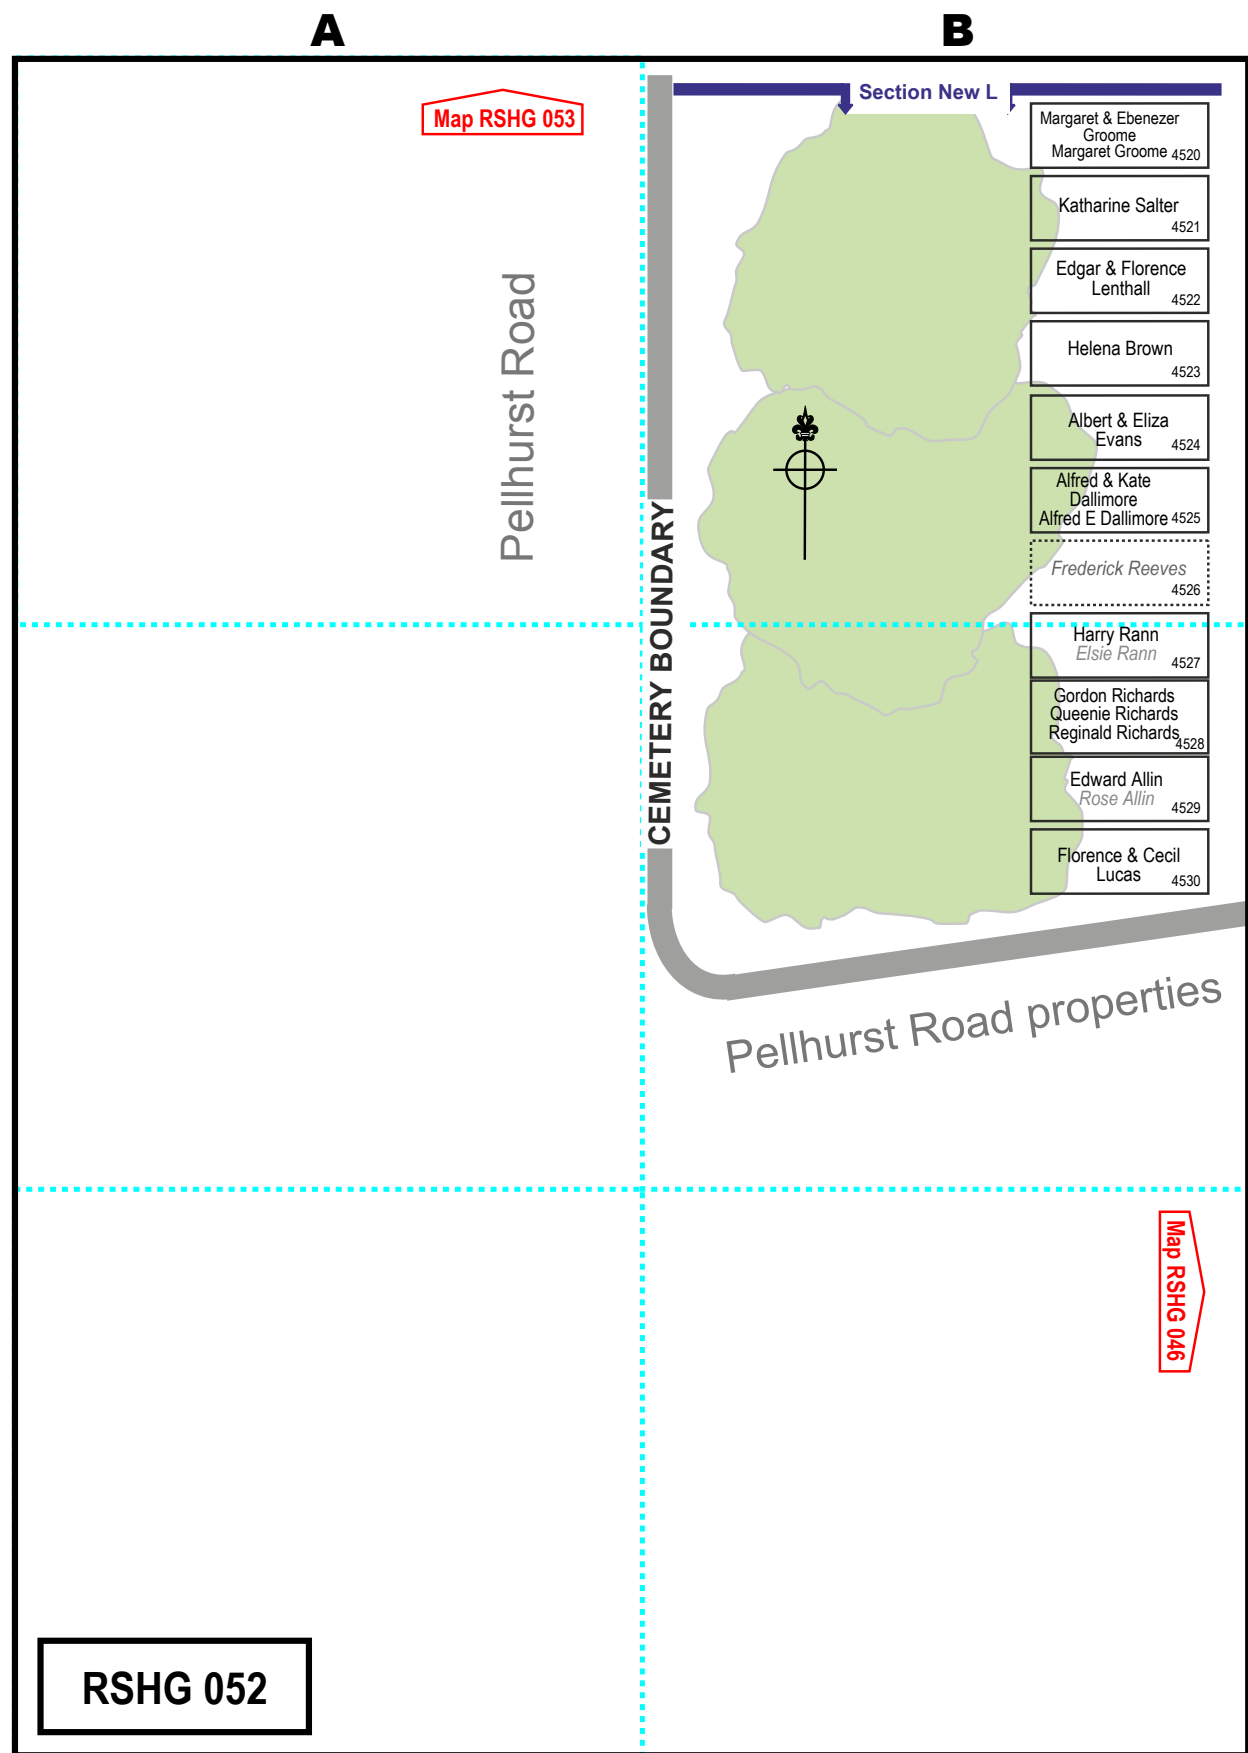 A
B
Map RSHG 053
Section New L
Margaret & Ebenezer
Groome
Margaret Groome 4520
Katharine Salter
4521
Edgar & Florence
Lenthall
4522
Helena Brown
4523
Albert & Eliza
Evans
4524
Alfred & Kate
Dallimore
Alfred E Dallimore 4525
Frederick Reeves
4526
Harry Rann
Elsie Rann
4527
Gordon Richards
Queenie Richards
Reginald Richards
4528
Edward Allin
Rose Allin
4529
Florence & Cecil
Lucas
4530
Pellhurst Road
CEMETERY BOUNDARY
Pellhurst Road properties
Map RSHG 046
RSHG 052